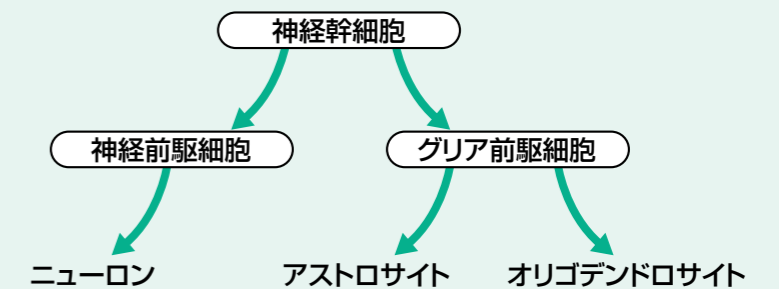 神経幹細胞
神経前駆細胞
グリア前駆細胞
ニューロン
アストロサイト
オリゴデンドロサイト